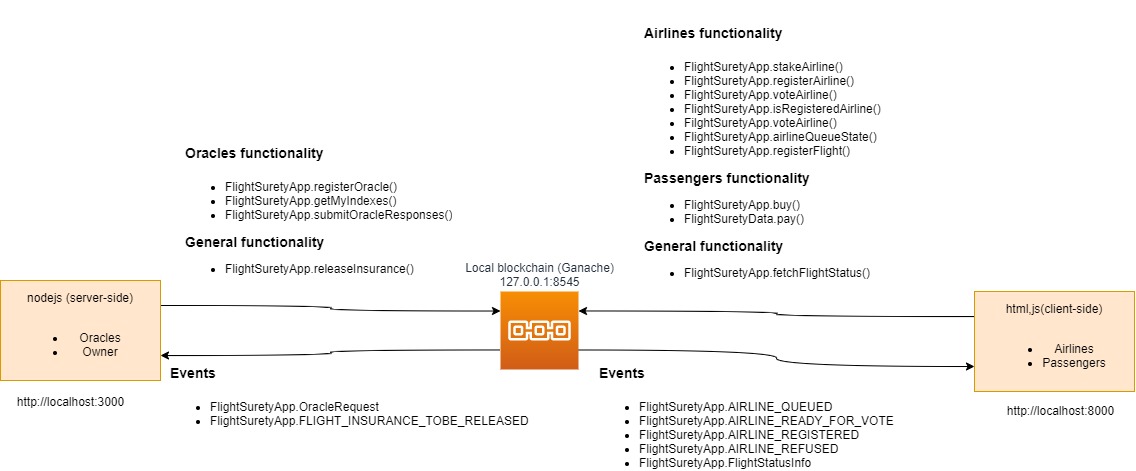 Airlines functionality
FlightSuretyApp.stakeAirline()
FlightSuretyApp.registerAirline()
FlightSuretyApp.voteAirline()
FlightSuretyApp.isRegisteredAirline()
FlightSuretyApp.voteAirline()
FlightSuretyApp.airlineQueueState()
FlightSuretyApp.registerFlight()
Oracles functionality
FlightSuretyApp.registerOracle()
FlightSuretyApp.getMyIndexes()
FlightSuretyApp.submitOracleResponses()
Passengers functionality
FlightSuretyApp.buy()
FlightSuretyData.pay()
General functionality
FlightSuretyApp.releaseInsurance()
General functionality
FlightSuretyApp.fetchFlightStatus()
Local blockchain (Ganache)
127.0.0.1:8545
nodejs (server-side)
Oracles
Owner
http://localhost:3000
html,js(client-side)
Airlines
Passengers
http://localhost:8000
Events
FlightSuretyApp.OracleRequest
FlightSuretyApp.FLIGHT_INSURANCE_TOBE_RELEASED
Events
FlightSuretyApp.AIRLINE_QUEUED
FlightSuretyApp.AIRLINE_READY_FOR_VOTE
FlightSuretyApp.AIRLINE_REGISTERED
FlightSuretyApp.AIRLINE_REFUSED
FlightSuretyApp.FlightStatusInfo